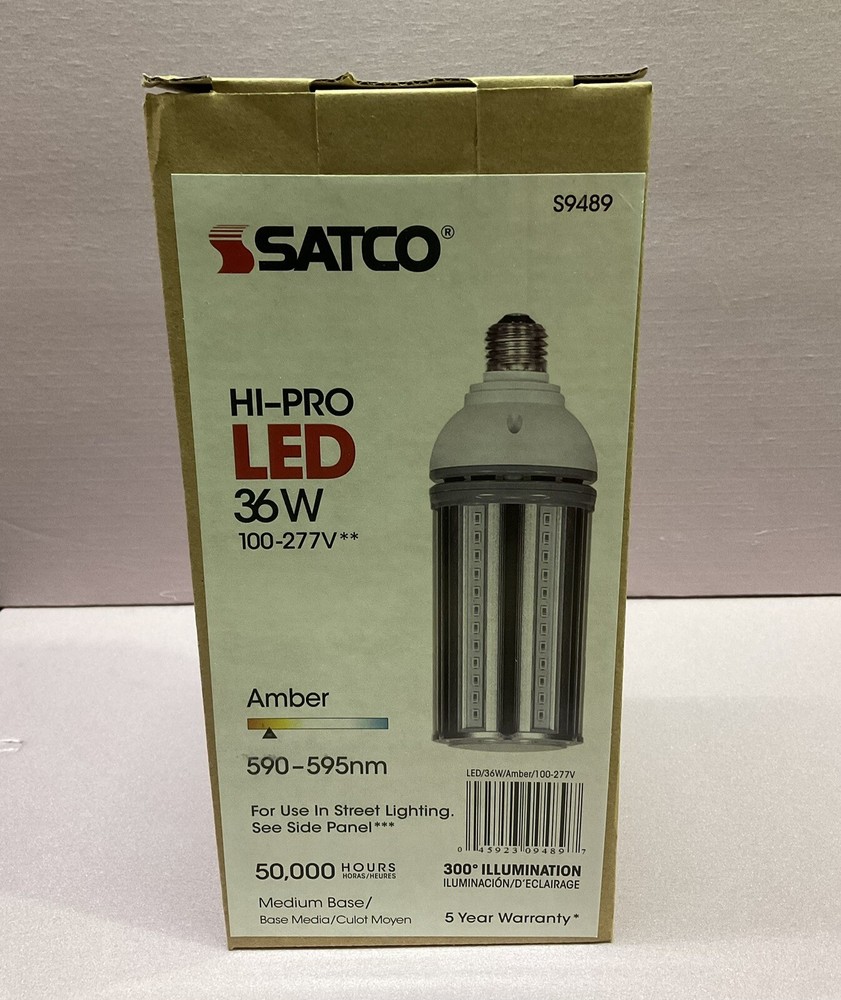 S9489
SATCO®
HI-PRO
LED
36W
100-277V**
Amber
590-595nm
For Use In Street Lighting.
See Side Panel***
50,000 HOURS
HORAS/HEURES
Medium Base/
Base Media/Culot Moyen
LED/36W/Amber/100-277V
0 45923 09489 7
300° ILLUMINATION
ILUMINACIÓN/D'ECLAIRAGE
5 Year Warranty*